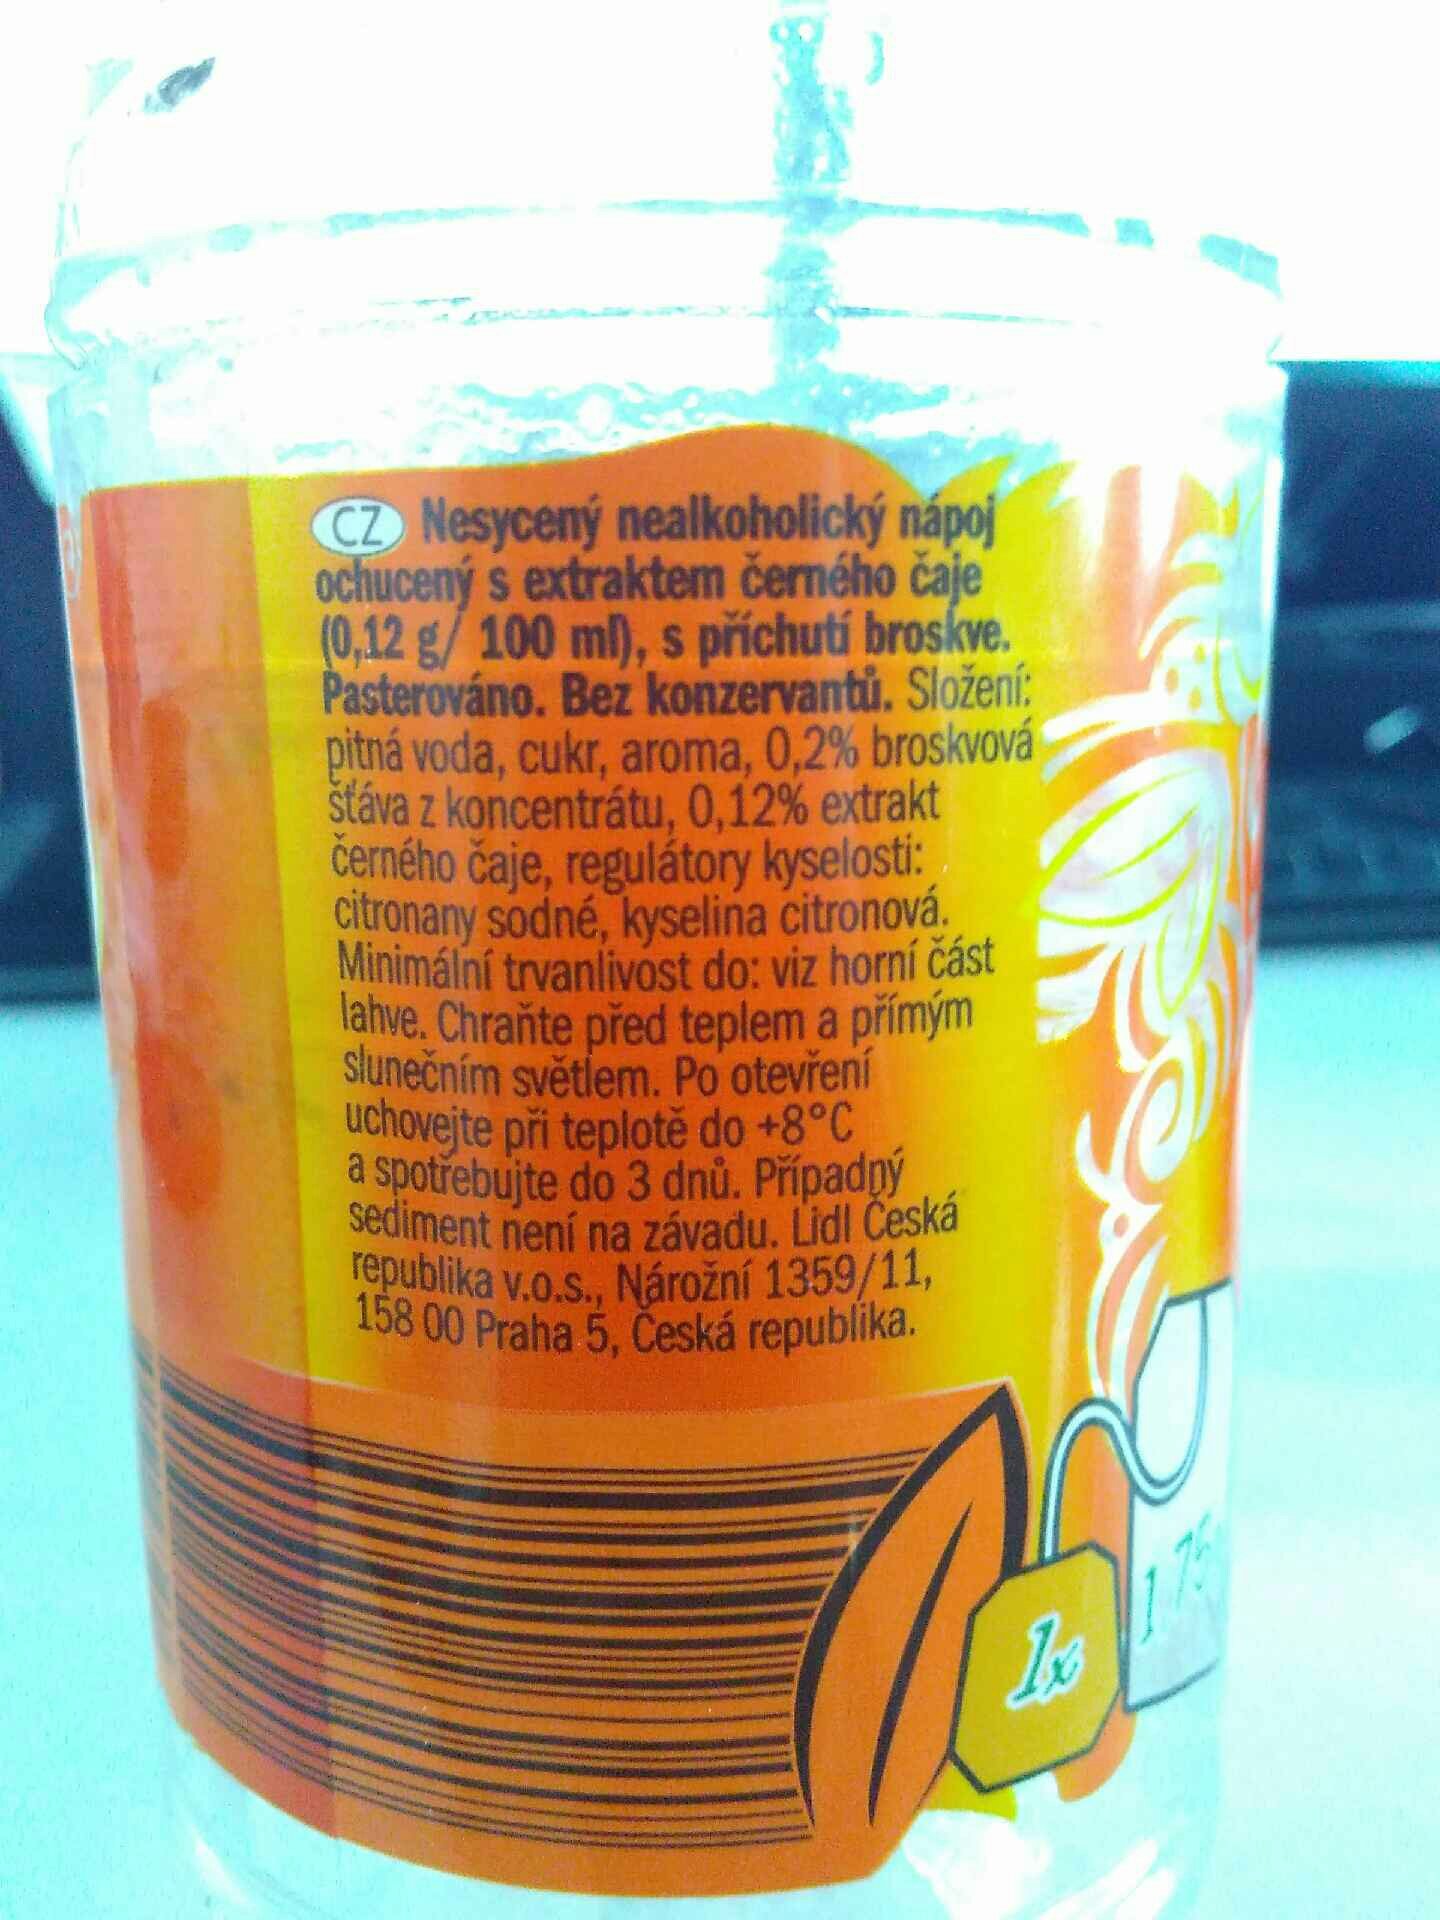 CZ Nesycený nealkoholický nápoj
ochucený s extraktem černého čaje
(0,12 g/ 100 ml), s příchutí broskve.
Pasterováno. Bez konzervantů. Složení:
pitná voda, cukr, aroma, 0,2% broskvová
šťáva z koncentrátu, 0,12% extrakt
černého čaje, regulátory kyselosti:
citronany sodné, kyselina citronová.
Minimální trvanlivost do: viz horní část
lahve. Chraňte před teplem a přímým
slunečním světlem. Po otevření
uchovejte při teplotě do +8°C
a spotřebujte do 3 dnů. Případný
sediment není na závadu. Lidl Česká
republika v.o.s., Nárožní 1359/11,
158 00 Praha 5, Česká republika.
1x